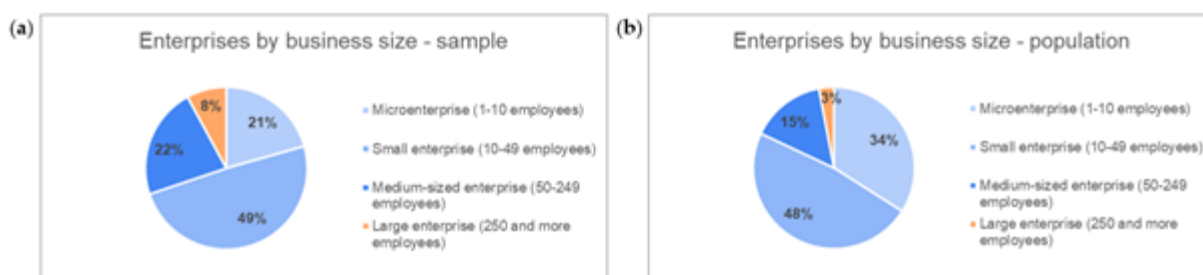 (a)
Enterprises by business size - sample
8%
21%
22%
49%
Microenterprise (1-10 employees)
Small enterprise (10-49 employees)
Medium-sized enterprise (50-249
employees)
Large enterprise (250 and more
employees)
(b)
Enterprises by business size - population
3%
15%
34%
48%
Microenterprise (1-10 employees)
Small enterprise (10-49 employees)
Medium-sized enterprise (50-249
employees)
Large enterprise (250 and more
employees)